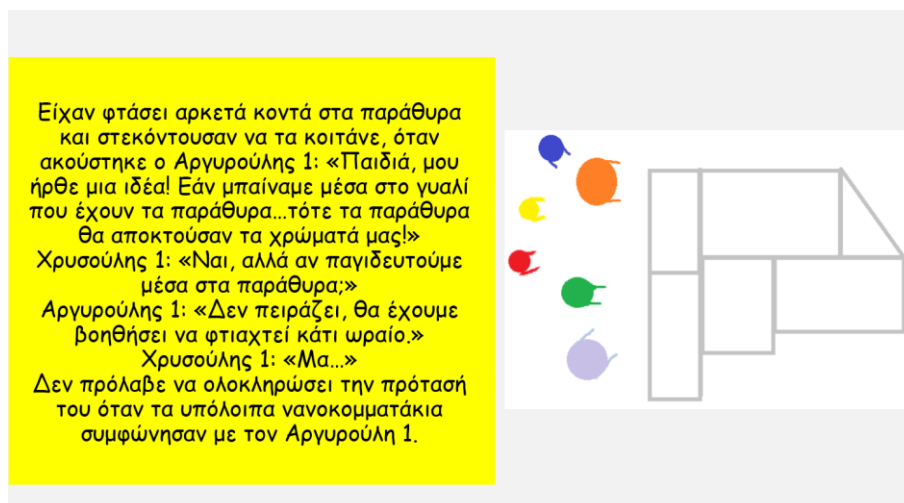 Είχαν φτάσει αρκετά κοντά στα παράθυρα
και στεκόντουσαν να τα κοιτάνε, όταν
ακούστηκε ο Αργυρούλης 1: «Παιδιά, μου
ήρθε μια ιδέα! Εάν μπαίναμε μέσα στο γυαλί
που έχουν τα παράθυρα...τότε τα παράθυρα
θα αποκτούσαν τα χρώματά μας!»
Χρυσούλης 1: «Ναι, αλλά αν παγιδευτούμε
μέσα στα παράθυρα;»
Αργυρούλης 1: «Δεν πειράζει, θα έχουμε
βοηθήσει να φτιαχτεί κάτι ωραίο.»
Χρυσούλης 1: «Μα...»
Δεν πρόλαβε να ολοκληρώσει την πρότασή
του όταν τα υπόλοιπα νανοκομματάκια
συμφώνησαν με τον Αργυρούλη 1.